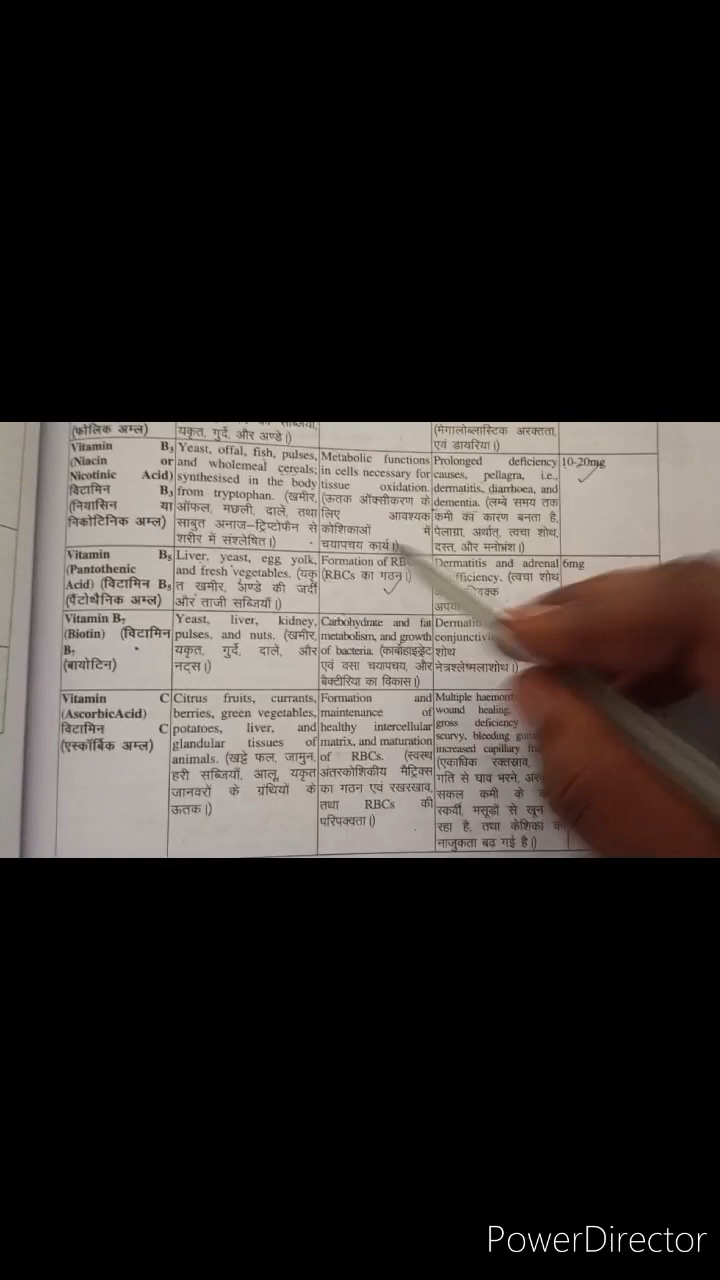 (फोलिक अम्ल)
यकृत, गुर्दे, और अण्डे।)
(मेगालोब्लास्टिक अरक्तता,
एवं डायरिया।)
Vitamin B₃
(Niacin or
Nicotinic Acid)
विटामिन B₃
(नियासिन या
निकोटिनिक अम्ल)
Yeast, offal, fish, pulses,
and wholemeal cereals;
synthesised in the body
from tryptophan. (खमीर,
ऑफल, मछली, दालें, तथा
साबुत अनाज-ट्रिप्टोफैन से
शरीर में संश्लेषित।)
Metabolic functions
in cells necessary for
tissue oxidation.
(ऊतक ऑक्सीकरण के
लिए आवश्यक
कोशिकाओं में
चयापचय कार्य।)
Prolonged deficiency
causes, pellagra, i.e.,
dermatitis, diarrhoea, and
dementia. (लम्बे समय तक
कमी का कारण बनता है,
पेलाग्रा, अर्थात्, त्वचा शोथ,
दस्त, और मनोभ्रंश।)
10-20mg
Vitamin B₅
(Pantothenic
Acid) (विटामिन B₅
(पैंटोथैनिक अम्ल)
Liver, yeast, egg yolk,
and fresh vegetables. (यकृ
त खमीर, अण्डे की जर्दी
और ताजी सब्जियाँ।)
Formation of
(RBCs का गठन।)
Dermatitis and adrenal
(त्वचा शोथ
6mg
Vitamin B₇
(Biotin) (विटामिन
B₇
(बायोटिन)
Yeast, liver, kidney,
pulses, and nuts. (खमीर,
यकृत, गुर्दे, दालें, और
नट्स।)
Carbohydrate and fat
metabolism, and growth
of bacteria. (कार्बोहाइड्रेट
एवं वसा चयापचय, और
बैक्टीरिया का विकास।)
शोथ
नेत्रश्लेष्मलाशोथ।)
Vitamin C
(AscorbicAcid)
विटामिन C
(एस्कॉर्बिक अम्ल)
Citrus fruits, currants,
berries, green vegetables,
potatoes, liver, and
glandular tissues of
animals. (खट्टे फल, जामुन,
हरी सब्जियाँ, आलू, यकृत
जानवरों के ग्रंथियों के
ऊतक।)
Formation and
maintenance of
healthy intercellular
matrix, and maturation
of RBCs. (स्वस्थ
अंतरकोशिकीय मैट्रिक्स
का गठन एवं रखरखाव,
तथा RBCs की
परिपक्वता।)
Multiple
wound healing,
gross deficiency
scurvy, bleeding
increased capillary
(एकाधिक रक्तस्राव,
गति से घाव भरने,
सकल कमी के
स्कर्वी, मसूड़ों से खून
रहा है, तथा केशिका
नाजुकता बढ़ गई है।)
PowerDirector